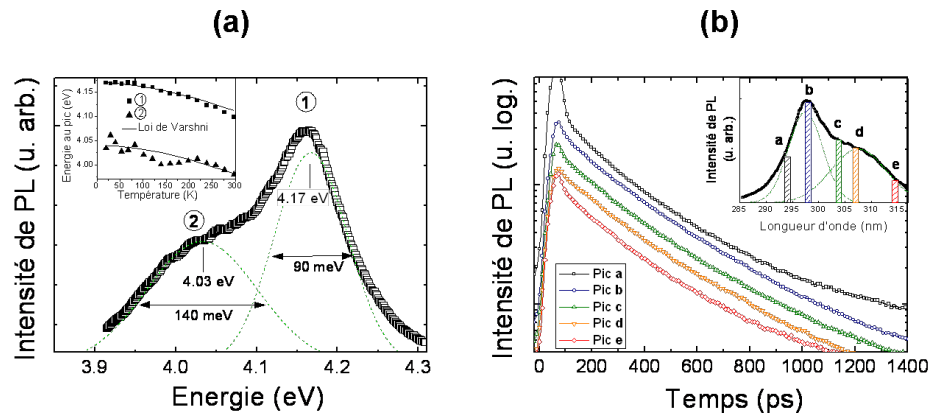 (a)
Intensité de PL (u. arb.)
Energie au pic (eV)
4.15
4.10
4.05
4.00
①
②
Loi de Varshni
0 50 100 150 200 250 300
Température (K)
①
②
4.17 eV
4.03 eV
90 meV
140 meV
3.9 4.0 4.1 4.2 4.3
Energie (eV)
(b)
Intensité de PL (u. log.)
Intensité de PL
(u. arb.)
a
b
c
d
e
285 290 295 300 305 310 315
Longueur d'onde (nm)
Pic a
Pic b
Pic c
Pic d
Pic e
0 200 400 600 800 1000 1200 1400
Temps (ps)